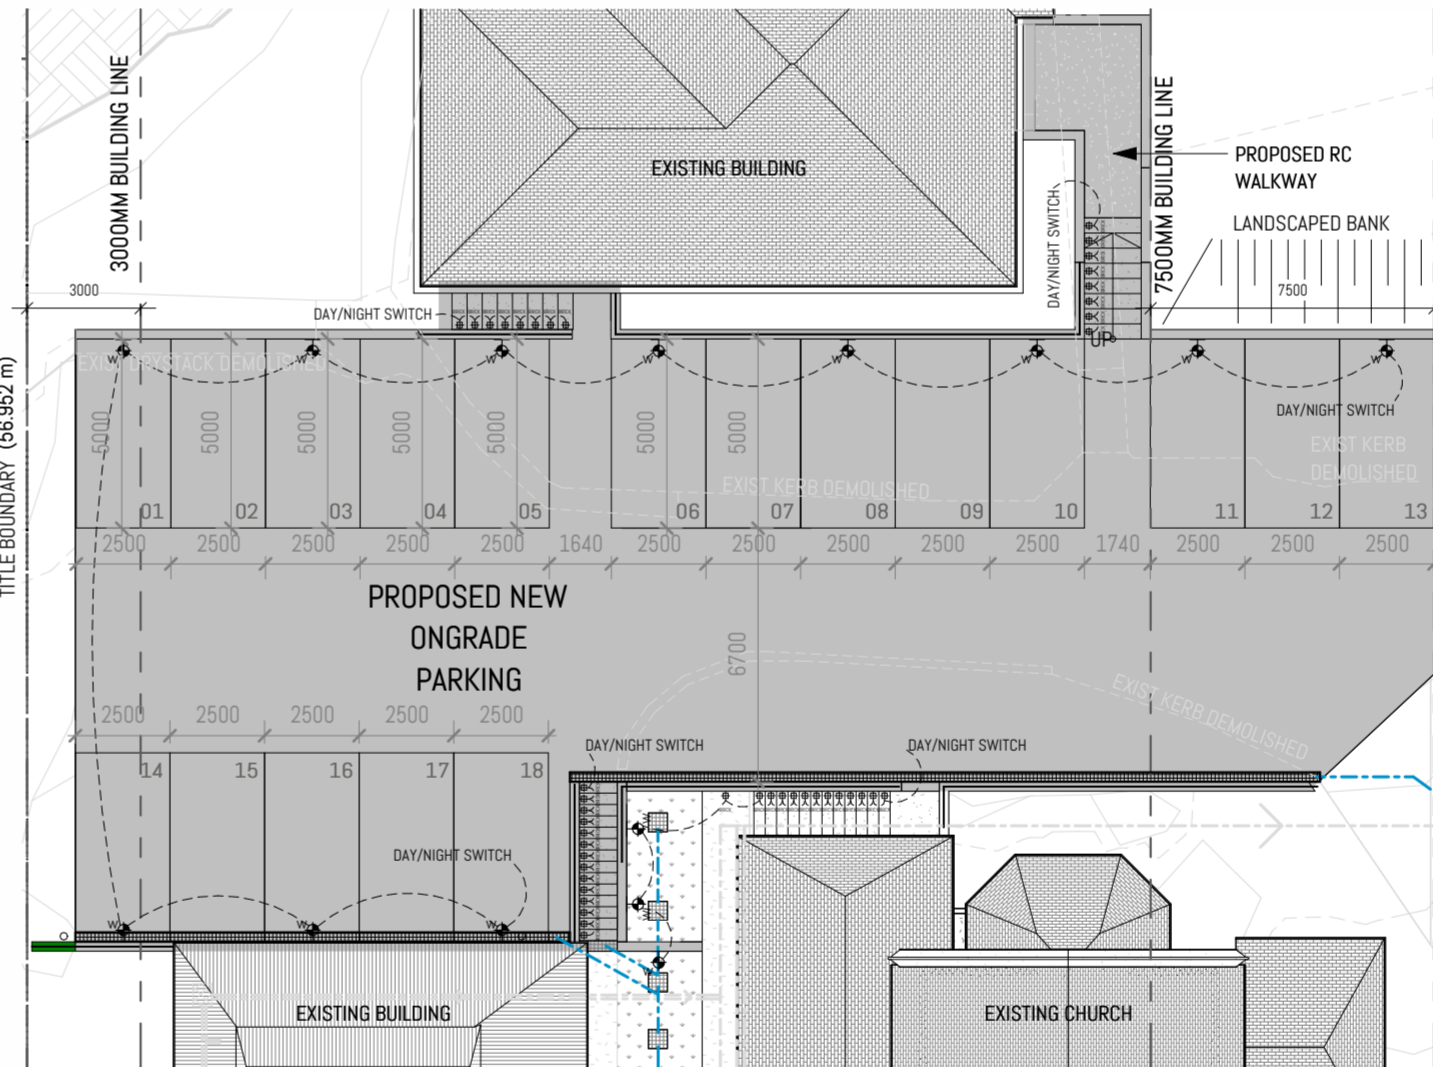 3000MM BUILDING LINE
EXISTING BUILDING
7500MM BUILDING LINE
PROPOSED RC
WALKWAY
LANDSCAPED BANK
DAY/NIGHT SWITCH
3000
7500
DAY/NIGHT SWITCH
UP
W W W W W W W W
EXIST DRYSTACK DEMOLISHED
TITLE BOUNDARY (56.952 m)
DAY/NIGHT SWITCH
5000 5000 5000 5000 5000 5000 5000
EXIST KERB
DEMOLISHED
EXIST KERB DEMOLISHED
01 02 03 04 05 06 07 08 09 10 11 12 13
2500 2500 2500 2500 2500 1640 2500 2500 2500 2500 2500 1740 2500 2500 2500
PROPOSED NEW
ONGRADE
PARKING
6700
EXIST KERB DEMOLISHED
2500 2500 2500 2500 2500
DAY/NIGHT SWITCH
DAY/NIGHT SWITCH
14 15 16 17 18
DAY/NIGHT SWITCH
W W W
EXISTING BUILDING
EXISTING CHURCH